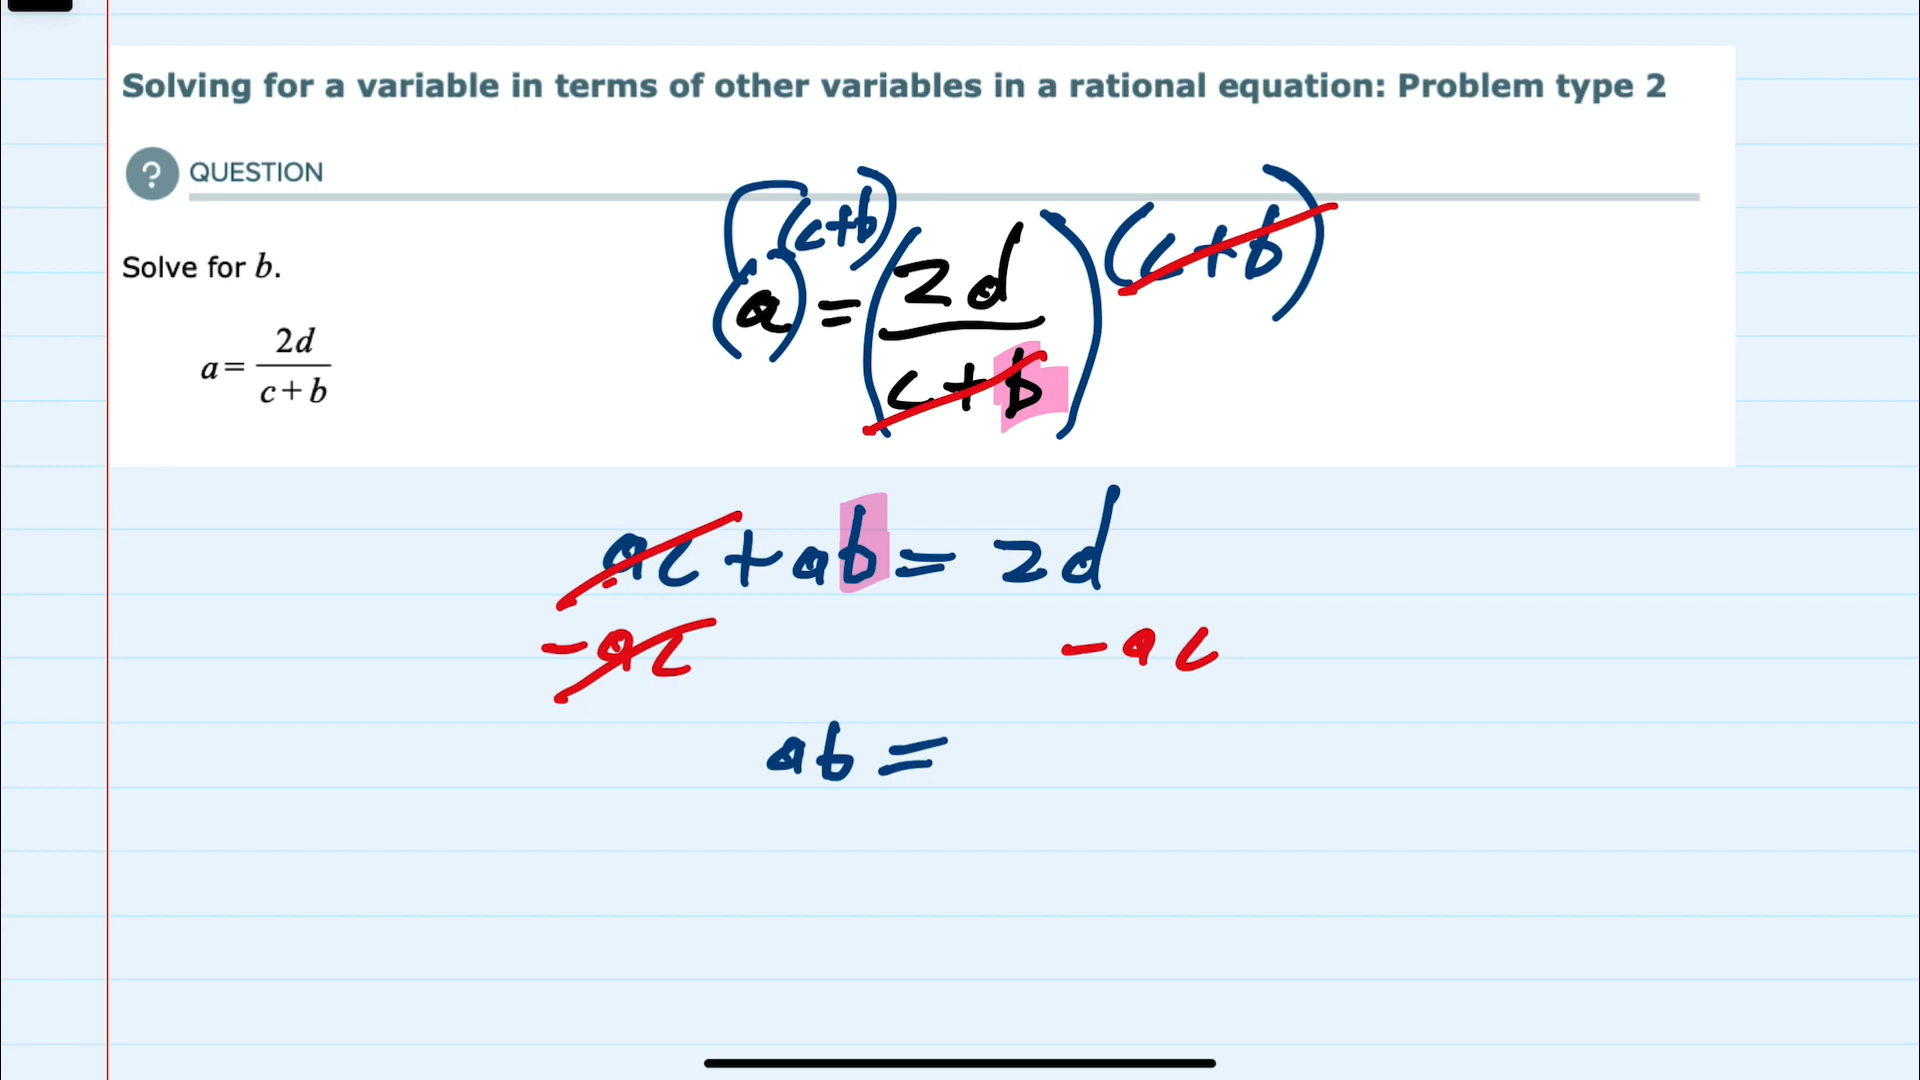 Solving for a variable in terms of other variables in a rational equation: Problem type 2
? QUESTION
Solve for b.
a = 2d / (c + b)
(a)(c+b) = (2d / (c + b)) (c+b)
ac + ab = 2d
-ac -ac
ab =